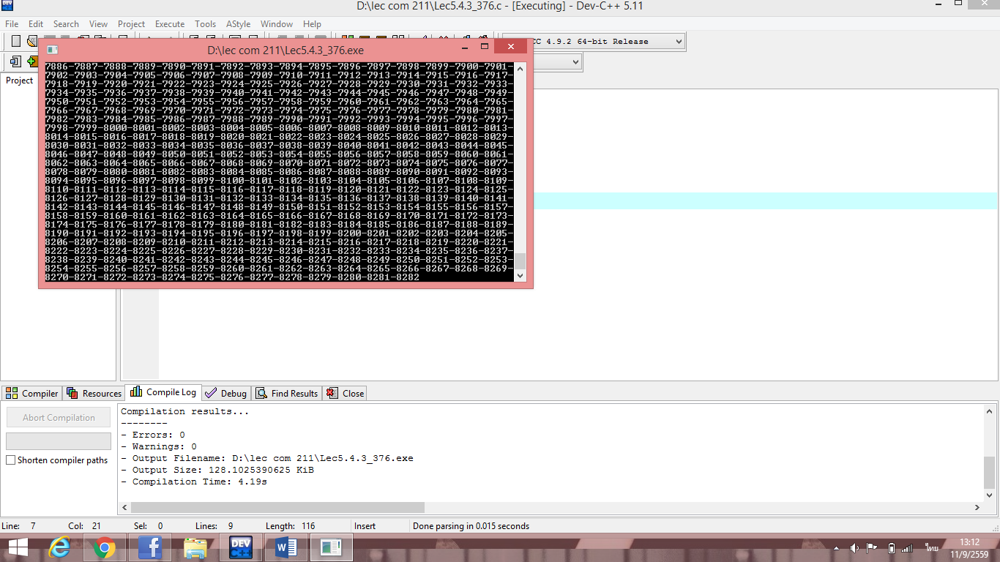 D:\lec com 211\Lec5.4.3_376.c - [Executing] - Dev-C++ 5.11
File Edit Search View Project Execute Tools AStyle Window Help
CC 4.9.2 64-bit Release
D:\lec com 211\Lec5.4.3_376.exe
Project
7886-7887-7888-7889-7890-7891-7892-7893-7894-7895-7896-7897-7898-7899-7900-7901-
7902-7903-7904-7905-7906-7907-7908-7909-7910-7911-7912-7913-7914-7915-7916-7917-
7918-7919-7920-7921-7922-7923-7924-7925-7926-7927-7928-7929-7930-7931-7932-7933-
7934-7935-7936-7937-7938-7939-7940-7941-7942-7943-7944-7945-7946-7947-7948-7949-
7950-7951-7952-7953-7954-7955-7956-7957-7958-7959-7960-7961-7962-7963-7964-7965-
7966-7967-7968-7969-7970-7971-7972-7973-7974-7975-7976-7977-7978-7979-7980-7981-
7982-7983-7984-7985-7986-7987-7988-7989-7990-7991-7992-7993-7994-7995-7996-7997-
7998-7999-8000-8001-8002-8003-8004-8005-8006-8007-8008-8009-8010-8011-8012-8013-
8014-8015-8016-8017-8018-8019-8020-8021-8022-8023-8024-8025-8026-8027-8028-8029-
8030-8031-8032-8033-8034-8035-8036-8037-8038-8039-8040-8041-8042-8043-8044-8045-
8046-8047-8048-8049-8050-8051-8052-8053-8054-8055-8056-8057-8058-8059-8060-8061-
8062-8063-8064-8065-8066-8067-8068-8069-8070-8071-8072-8073-8074-8075-8076-8077-
8078-8079-8080-8081-8082-8083-8084-8085-8086-8087-8088-8089-8090-8091-8092-8093-
8094-8095-8096-8097-8098-8099-8100-8101-8102-8103-8104-8105-8106-8107-8108-8109-
8110-8111-8112-8113-8114-8115-8116-8117-8118-8119-8120-8121-8122-8123-8124-8125-
8126-8127-8128-8129-8130-8131-8132-8133-8134-8135-8136-8137-8138-8139-8140-8141-
8142-8143-8144-8145-8146-8147-8148-8149-8150-8151-8152-8153-8154-8155-8156-8157-
8158-8159-8160-8161-8162-8163-8164-8165-8166-8167-8168-8169-8170-8171-8172-8173-
8174-8175-8176-8177-8178-8179-8180-8181-8182-8183-8184-8185-8186-8187-8188-8189-
8190-8191-8192-8193-8194-8195-8196-8197-8198-8199-8200-8201-8202-8203-8204-8205-
8206-8207-8208-8209-8210-8211-8212-8213-8214-8215-8216-8217-8218-8219-8220-8221-
8222-8223-8224-8225-8226-8227-8228-8229-8230-8231-8232-8233-8234-8235-8236-8237-
8238-8239-8240-8241-8242-8243-8244-8245-8246-8247-8248-8249-8250-8251-8252-8253-
8254-8255-8256-8257-8258-8259-8260-8261-8262-8263-8264-8265-8266-8267-8268-8269-
8270-8271-8272-8273-8274-8275-8276-8277-8278-8279-8280-8281-8282
Compiler Resources Compile Log Debug Find Results Close
Abort Compilation
Shorten compiler paths
Compilation results...
--------
- Errors: 0
- Warnings: 0
- Output Filename: D:\lec com 211\Lec5.4.3_376.exe
- Output Size: 128.1025390625 KiB
- Compilation Time: 4.19s
Line: 7 Col: 21 Sel: 0 Lines: 9 Length: 116 Insert Done parsing in 0.015 seconds
DEV C++
ไทย
13:12
11/9/2559